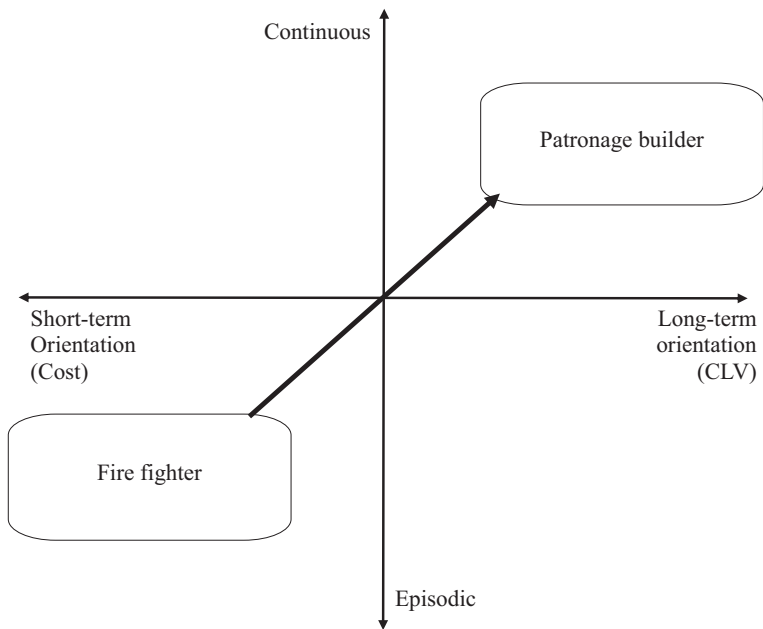 Continuous
Patronage builder
Short-term
Orientation
(Cost)
Long-term
orientation
(CLV)
Fire fighter
Episodic